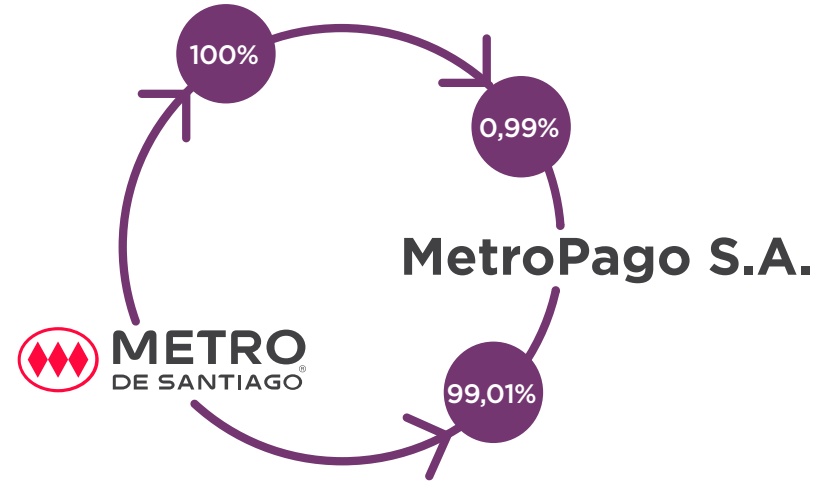 100%
0,99%
MetroPago S.A.
METRO
DE SANTIAGO®
99,01%